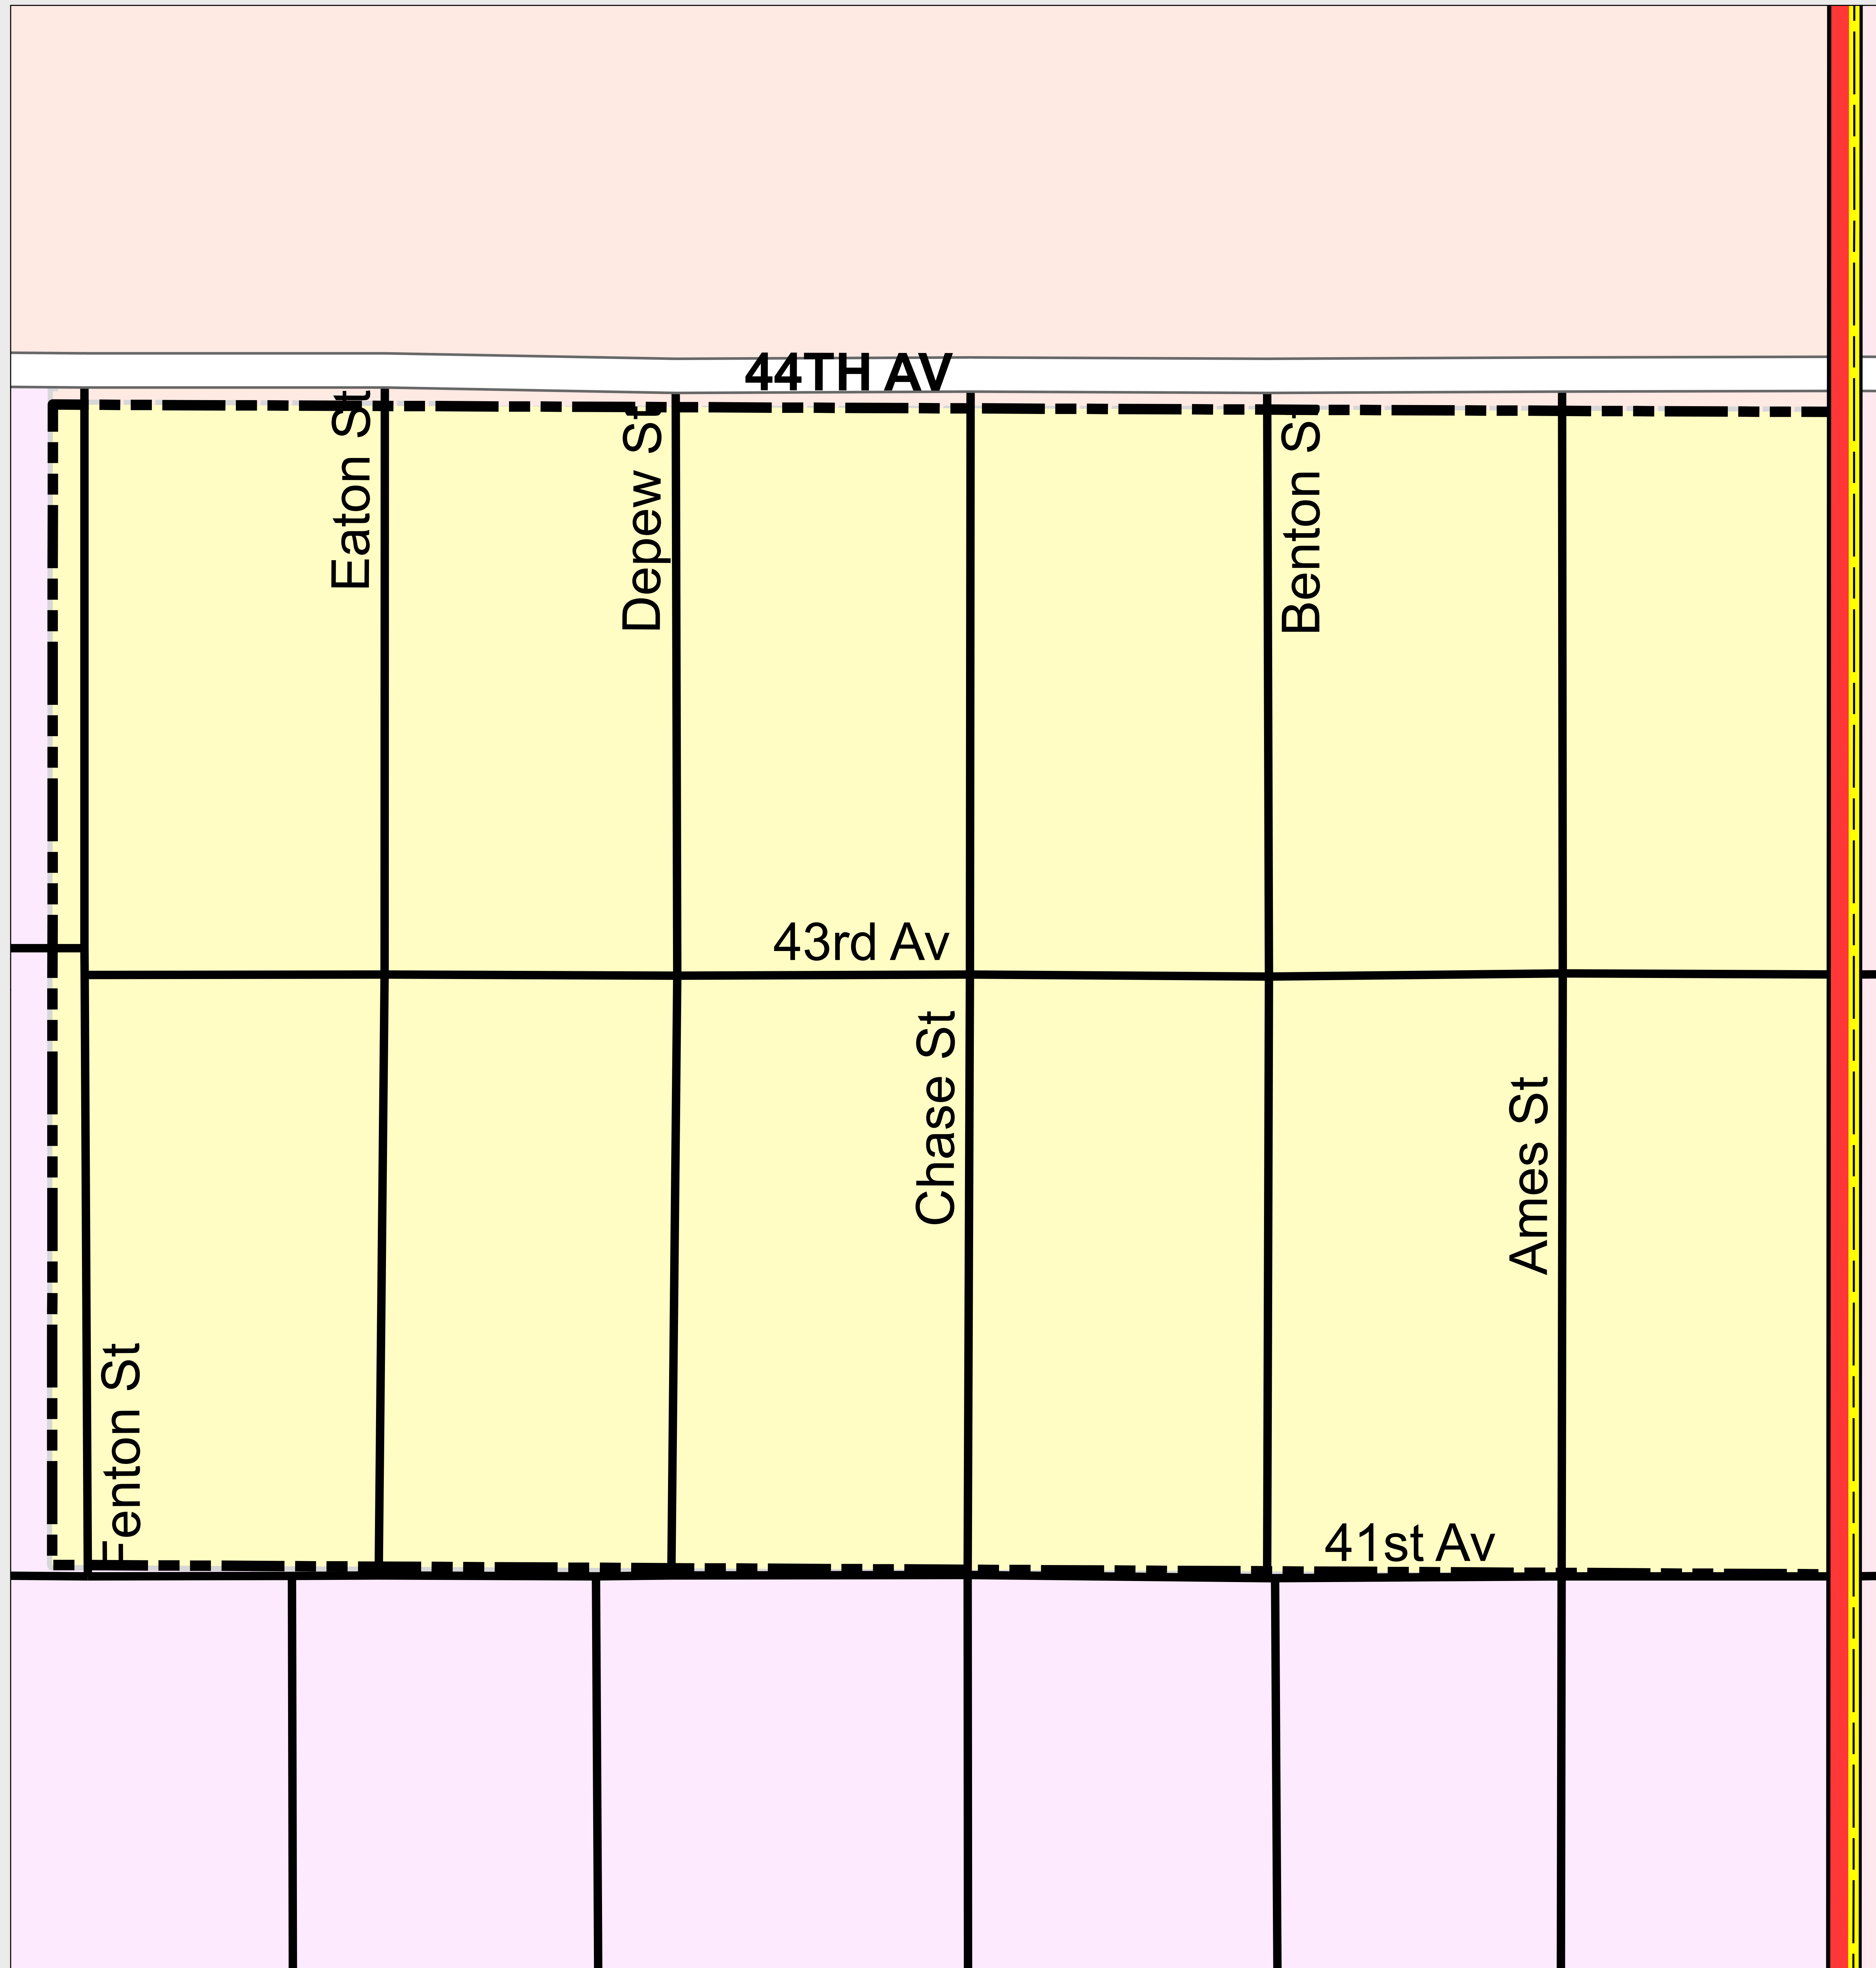 44TH AV
Eaton St
Depew St
Benton St
43rd Av
Chase St
Ames St
Fenton St
41st Av